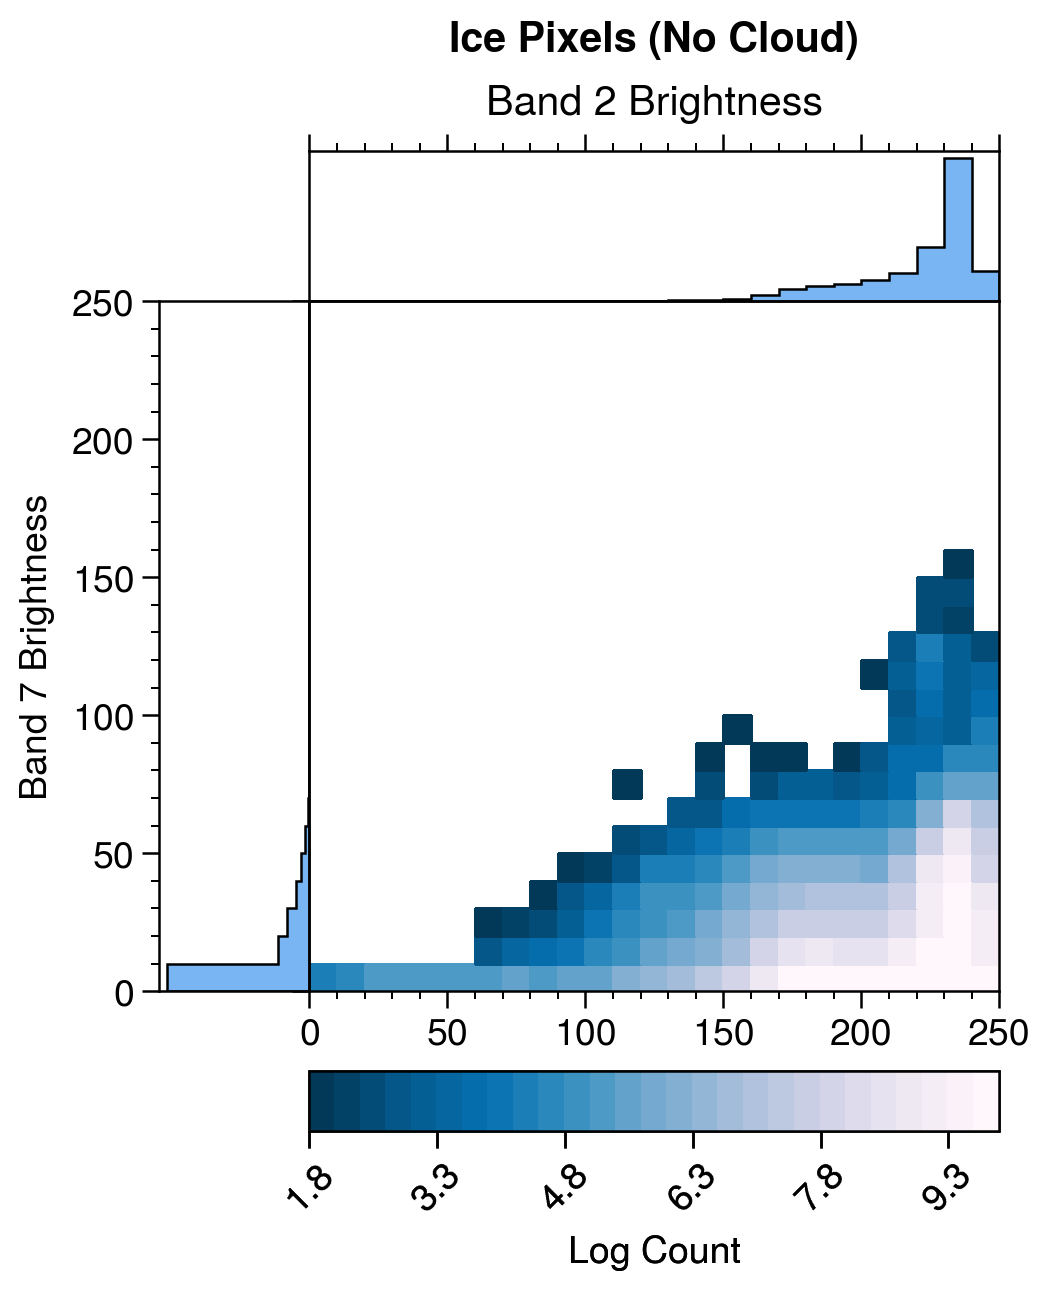 Ice Pixels (No Cloud)
Band 2 Brightness
Band 7 Brightness
250
200
150
100
50
0
0 50 100 150 200 250
1.8 3.3 4.8 6.3 7.8 9.3
Log Count